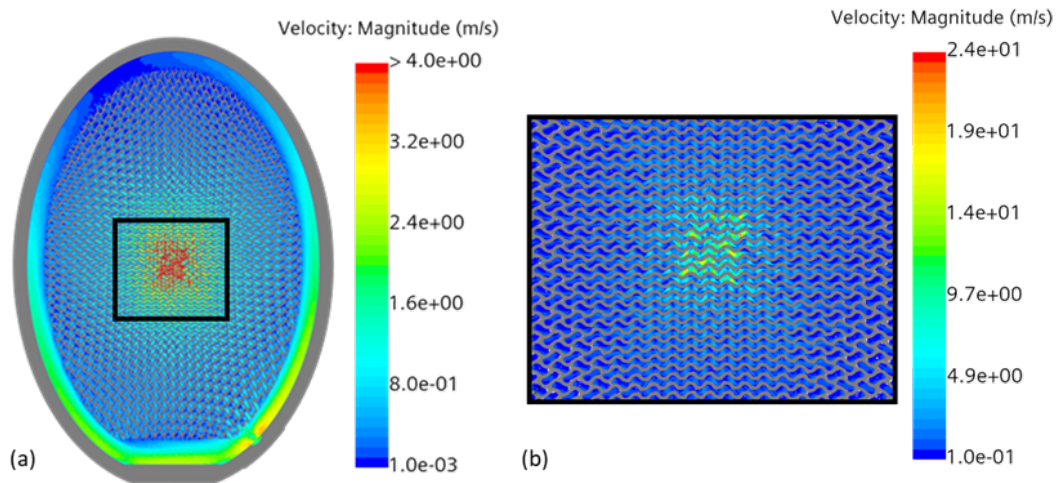 Velocity: Magnitude (m/s)
> 4.0e+00
3.2e+00
2.4e+00
1.6e+00
8.0e-01
1.0e-03
(a)
Velocity: Magnitude (m/s)
2.4e+01
1.9e+01
1.4e+01
9.7e+00
4.9e+00
1.0e-01
(b)